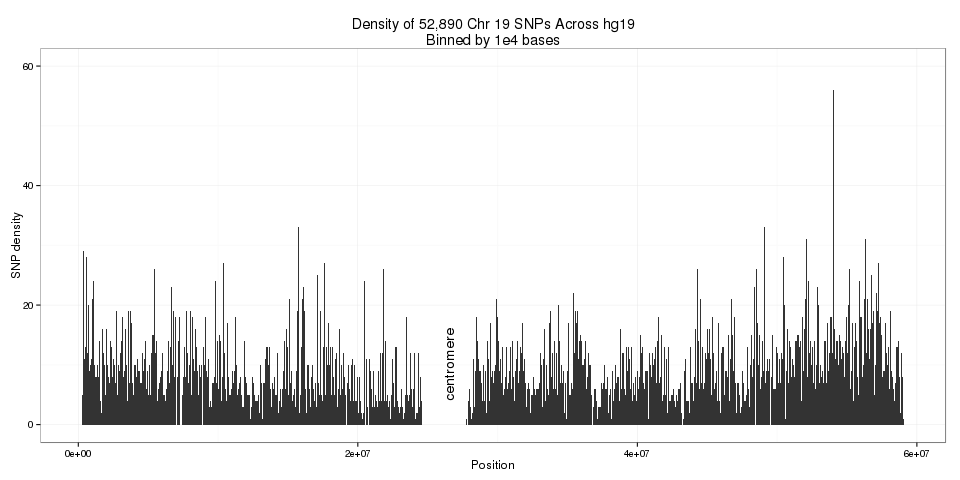 Density of 52,890 Chr 19 SNPs Across hg19
Binned by 1e4 bases
60
40
20
0
SNP density
centromere
0e+00
2e+07
4e+07
6e+07
Position